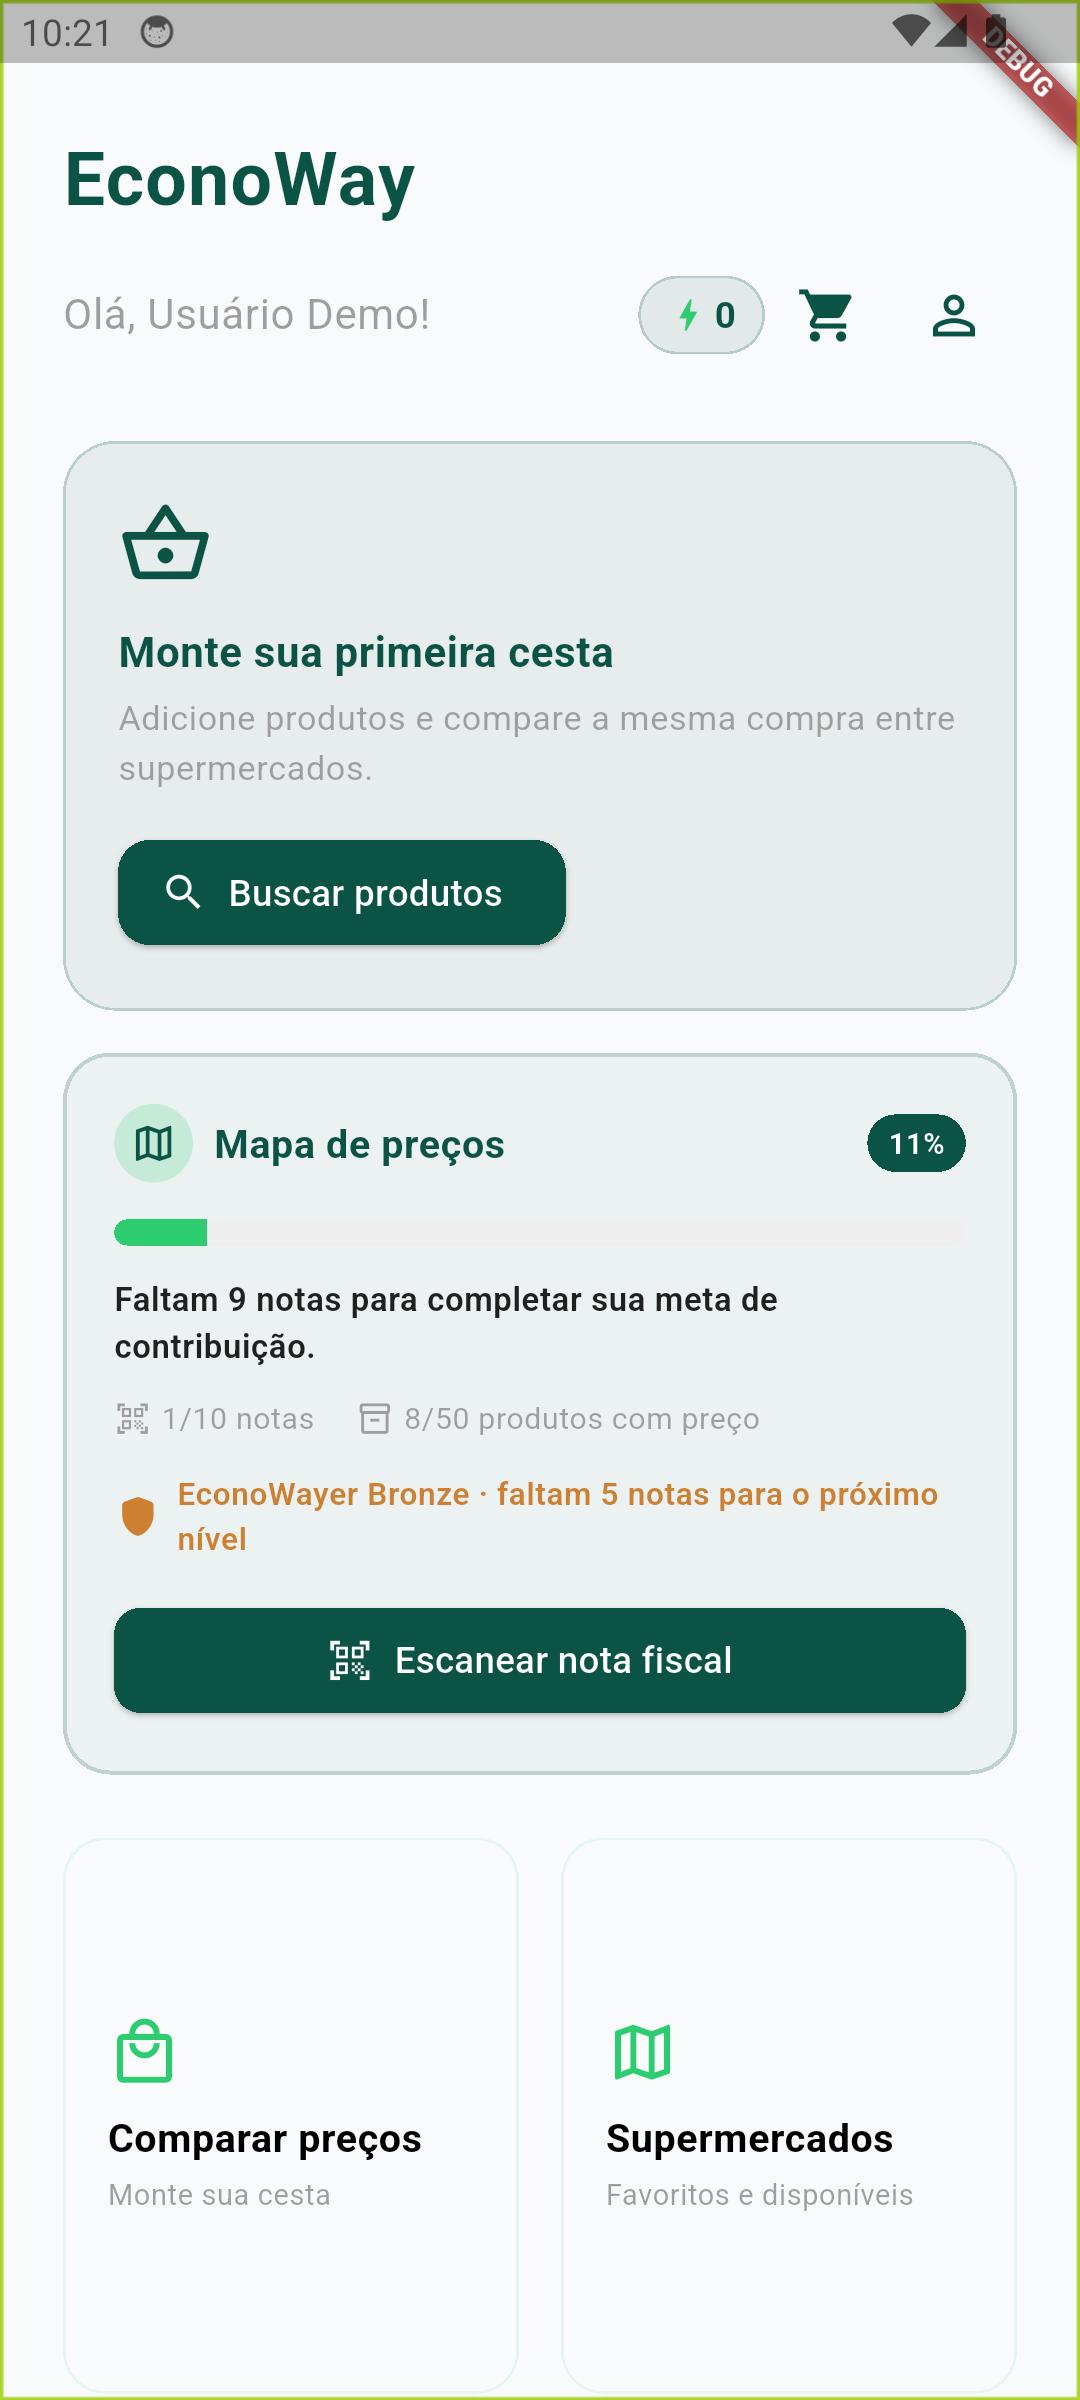 10:21
DEBUG
EconoWay
Olá, Usuário Demo!
0
Monte sua primeira cesta
Adicione produtos e compare a mesma compra entre
supermercados.
Buscar produtos
Mapa de preços
11%
Faltam 9 notas para completar sua meta de
contribuição.
1/10 notas
8/50 produtos com preço
EconoWayer Bronze · faltam 5 notas para o próximo
nível
Escanear nota fiscal
Comparar preços
Monte sua cesta
Supermercados
Favoritos e disponíveis